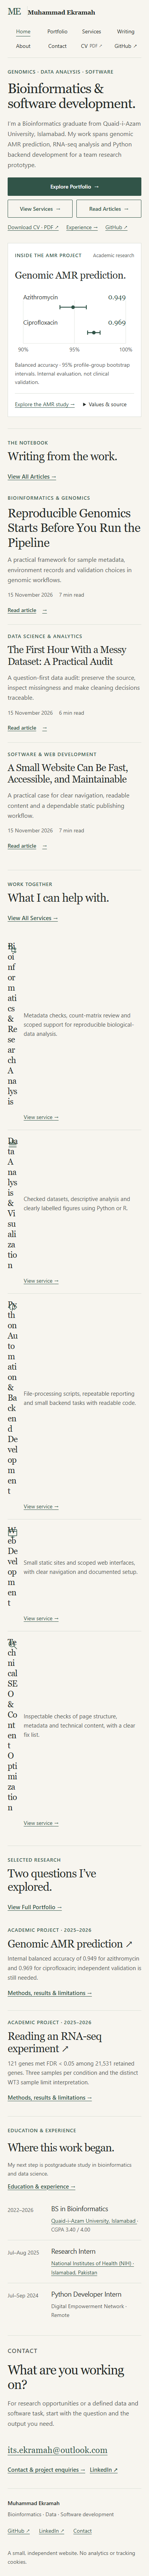 ME Muhammad Ekramah
Home Portfolio Services Writing
About Contact CV PDF ↗ GitHub ↗
GENOMICS · DATA ANALYSIS · SOFTWARE
Bioinformatics &
software development.
I'm a Bioinformatics graduate from Quaid-i-Azam
University, Islamabad. My work spans genomic
AMR prediction, RNA-seq analysis and Python
backend development for a team research
prototype.
Explore Portfolio →
View Services → Read Articles →
Download CV · PDF ↗ Experience → GitHub ↗
INSIDE THE AMR PROJECT Academic research
Genomic AMR prediction.
Azithromycin 0.949
Ciprofloxacin 0.969
90% 95% 100%
Balanced accuracy · 95% profile-group bootstrap
intervals. Internal evaluation, not clinical
validation.
Explore the AMR study → ▶ Values & source
THE NOTEBOOK
Writing from the work.
View All Articles →
BIOINFORMATICS & GENOMICS
Reproducible Genomics
Starts Before You Run the
Pipeline
A practical framework for sample metadata,
environment records and validation choices in
genomic workflows.
15 November 2026 7 min read
Read article →
DATA SCIENCE & ANALYTICS
The First Hour With a Messy
Dataset: A Practical Audit
A question-first data audit: preserve the source,
inspect missingness and make cleaning decisions
traceable.
15 November 2026 6 min read
Read article →
SOFTWARE & WEB DEVELOPMENT
A Small Website Can Be Fast,
Accessible, and Maintainable
A practical case for clear navigation, readable
content and a dependable static publishing
workflow.
15 November 2026 7 min read
Read article →
WORK TOGETHER
What I can help with.
View All Services →
Bi
oi
nf
or
m
ati
cs
&
Re
se
ar
ch
A
na
lys
is
Metadata checks, count-matrix review and
scoped support for reproducible biological-
data analysis.
View service →
Da
ta
A
na
lys
is
&
Vi
su
ali
za
tio
n
Checked datasets, descriptive analysis and
clearly labelled figures using Python or R.
View service →
Py
th
on
Au
to
m
ati
on
&
Ba
ck
en
d
De
vel
op
m
en
t
File-processing scripts, repeatable reporting
and small backend tasks with readable code.
View service →
W
eb
De
vel
op
m
en
t
Small static sites and scoped web interfaces,
with clear navigation and documented setup.
View service →
Te
ch
ni
cal
SE
O
&
Co
nt
en
t
O
pti
mi
za
tio
n
Inspectable checks of page structure,
metadata and technical content, with a clear
fix list.
View service →
SELECTED RESEARCH
Two questions I've
explored.
View Full Portfolio →
ACADEMIC PROJECT · 2025–2026
Genomic AMR prediction ↗
Internal balanced accuracy of 0.949 for azithromycin
and 0.969 for ciprofloxacin; independent validation is
still needed.
Methods, results & limitations →
ACADEMIC PROJECT · 2025–2026
Reading an RNA-seq
experiment ↗
121 genes met FDR < 0.05 among 21,531 retained
genes. Three samples per condition and the distinct
WT3 sample limit interpretation.
Methods, results & limitations →
EDUCATION & EXPERIENCE
Where this work began.
My next step is postgraduate study in bioinformatics
and data science.
Education & experience →
2022–2026 BS in Bioinformatics
Quaid-i-Azam University, Islamabad ·
CGPA 3.40 / 4.00
Jul–Aug 2025 Research Intern
National Institutes of Health (NIH) ·
Islamabad, Pakistan
Jul–Sep 2024 Python Developer Intern
Digital Empowerment Network ·
Remote
CONTACT
What are you working
on?
For research opportunities or a defined data and
software task, start with the question and the
output you need.
its.ekramah@outlook.com
Contact & project enquiries → LinkedIn ↗
Muhammad Ekramah
Bioinformatics · Data · Software development
GitHub ↗ LinkedIn ↗ Contact
A small, independent website. No analytics or tracking
cookies.